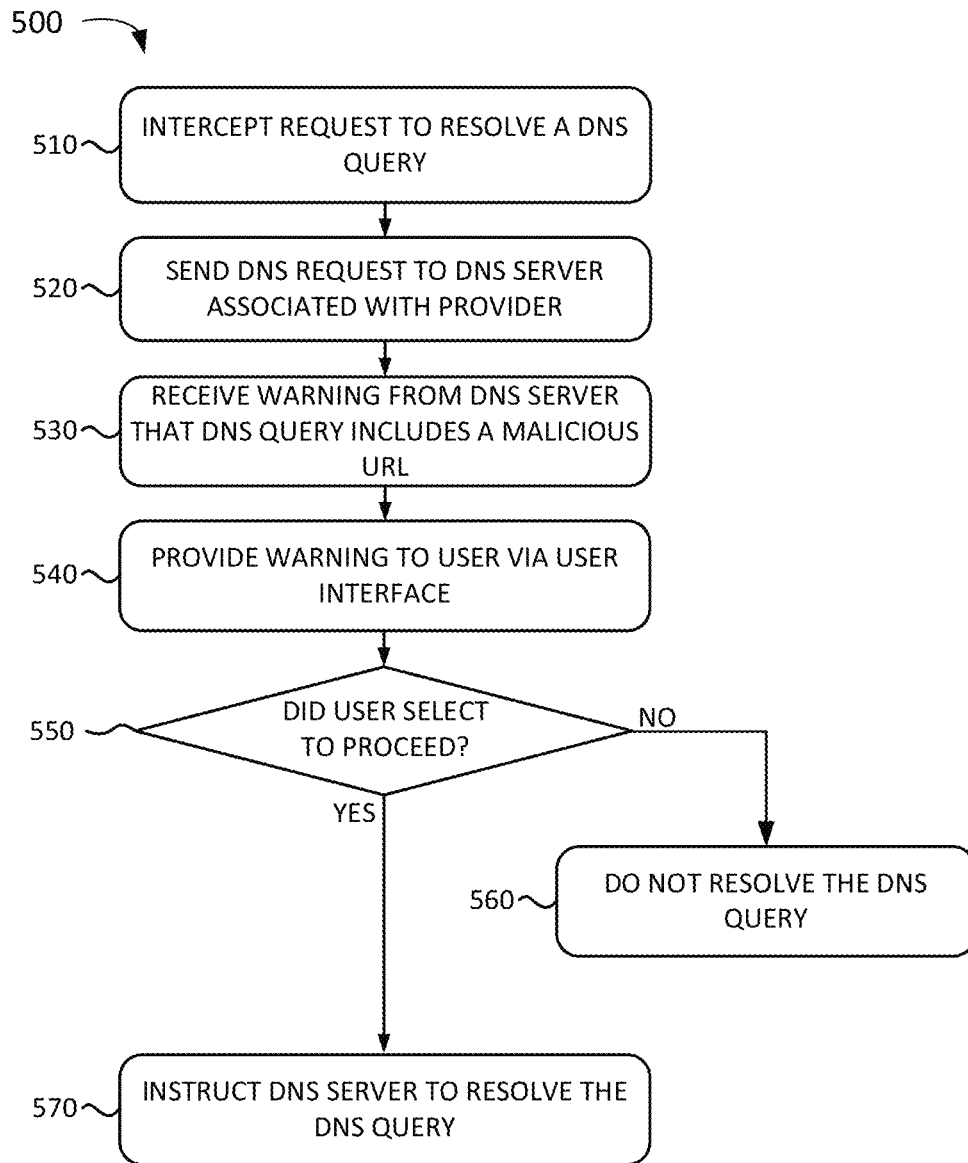 500
510
INTERCEPT REQUEST TO RESOLVE A DNS
QUERY
520
SEND DNS REQUEST TO DNS SERVER
ASSOCIATED WITH PROVIDER
530
RECEIVE WARNING FROM DNS SERVER
THAT DNS QUERY INCLUDES A MALICIOUS
URL
540
PROVIDE WARNING TO USER VIA USER
INTERFACE
550
DID USER SELECT
TO PROCEED?
NO
YES
560
DO NOT RESOLVE THE DNS
QUERY
570
INSTRUCT DNS SERVER TO RESOLVE THE
DNS QUERY